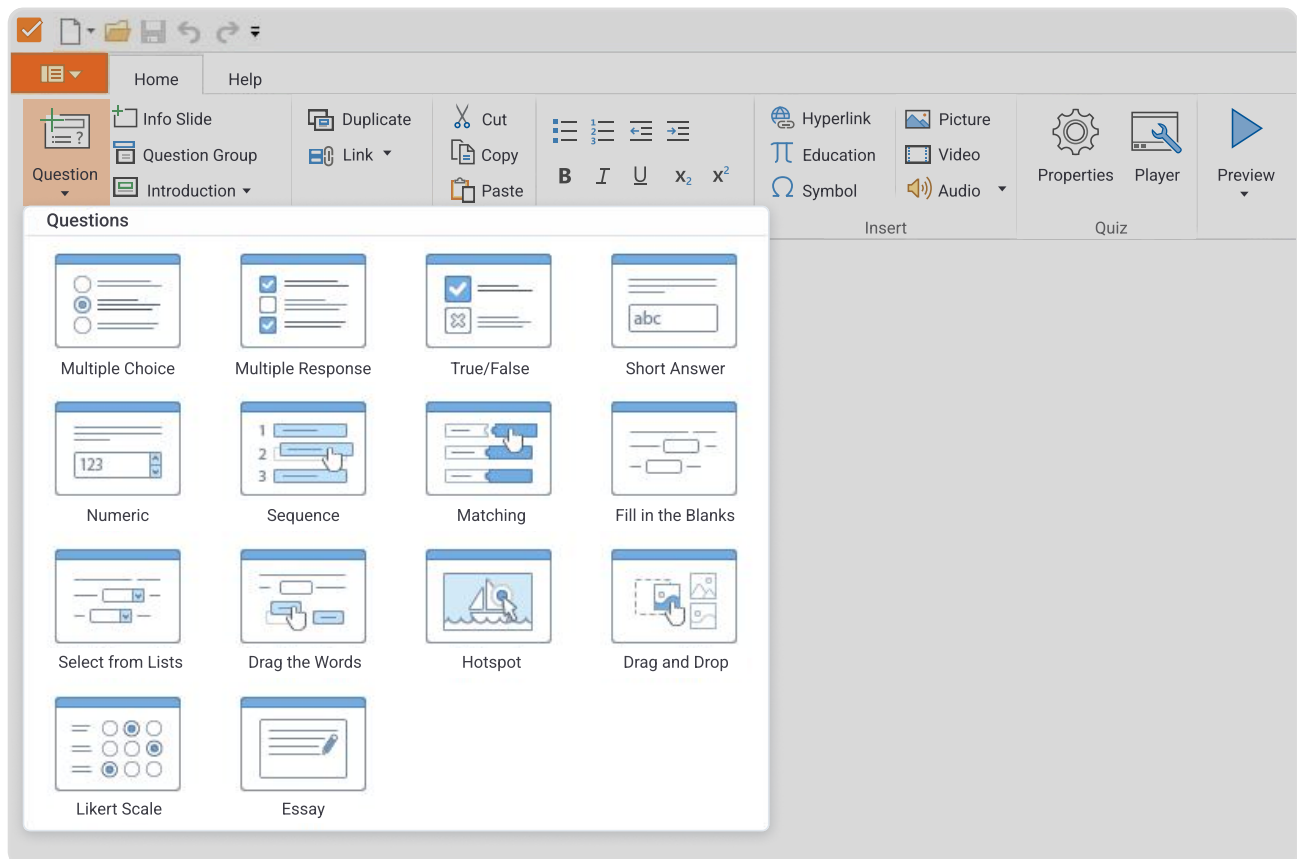 Home Help
Question
Info Slide
Question Group
Introduction
Duplicate
Link
Cut
Copy
Paste
1
2
3
B I U X₂ X²
Hyperlink
Education
Symbol
Picture
Video
Audio
Insert
Properties
Player
Quiz
Preview
Questions
abc
Multiple Choice Multiple Response True/False Short Answer
123
1
2
3
Numeric Sequence Matching Fill in the Blanks
Select from Lists Drag the Words Hotspot Drag and Drop
Likert Scale Essay